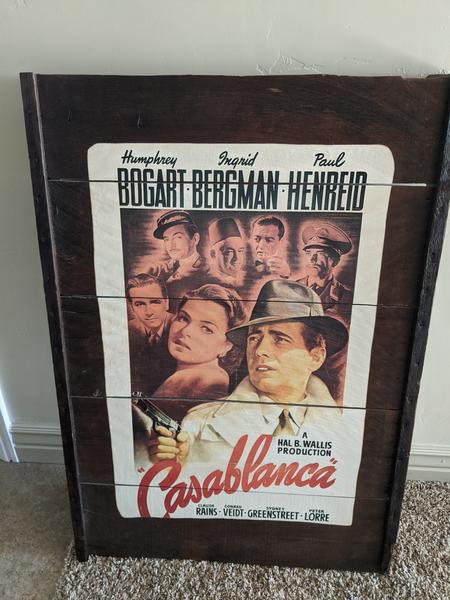 Humphrey Ingrid Paul
BOGART · BERGMAN · HENREID
A
HAL B. WALLIS
PRODUCTION
"Casablanca"
CLAUDE CONRAD SYDNEY PETER
RAINS · VEIDT · GREENSTREET · LORRE